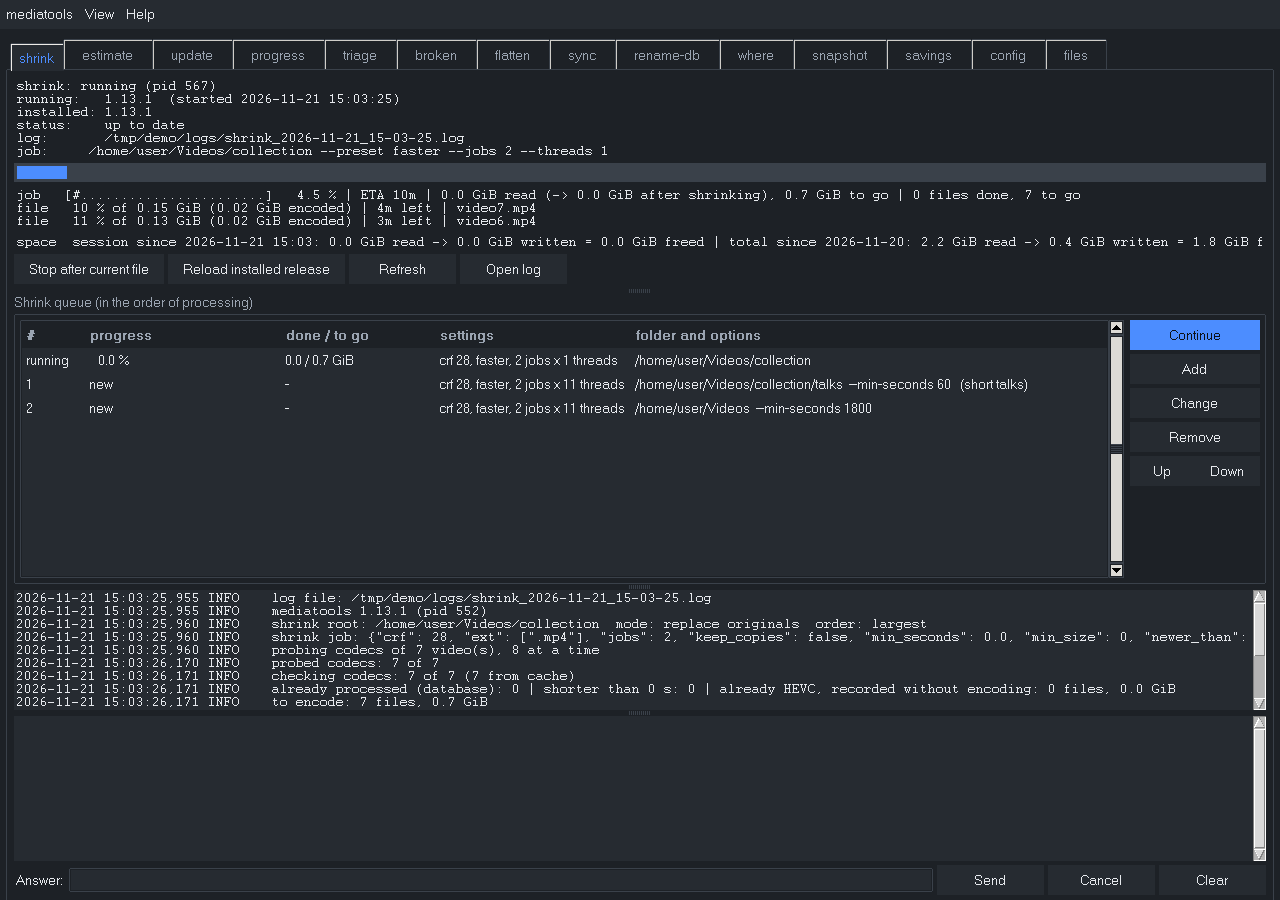 mediatools View Help
shrink estimate update progress triage broken flatten sync rename-db where snapshot savings config files
shrink: running (pid 567)
running: 1.13.1 (started 2026-11-21 15:03:25)
installed: 1.13.1
status: up to date
log: /tmp/demo/logs/shrink_2026-11-21_15-03-25.log
job: /home/user/Videos/collection --preset faster --jobs 2 --threads 1
job [#.......................] 4.5 % | ETA 10m | 0.0 GiB read (-> 0.0 GiB after shrinking), 0.7 GiB to go | 0 files done, 7 to go
file 10 % of 0.15 GiB (0.02 GiB encoded) | 4m left | video7.mp4
file 11 % of 0.13 GiB (0.02 GiB encoded) | 3m left | video6.mp4
space session since 2026-11-21 15:03: 0.0 GiB read -> 0.0 GiB written = 0.0 GiB freed | total since 2026-11-20: 2.2 GiB read -> 0.4 GiB written = 1.8 GiB f
Stop after current file Reload installed release Refresh Open log
Shrink queue (in the order of processing)
# progress done / to go settings folder and options
running 0.0 % 0.0 / 0.7 GiB crf 28, faster, 2 jobs x 1 threads /home/user/Videos/collection
1 new - crf 28, faster, 2 jobs x 11 threads /home/user/Videos/collection/talks --min-seconds 60 (short talks)
2 new - crf 28, faster, 2 jobs x 11 threads /home/user/Videos --min-seconds 1800
Continue
Add
Change
Remove
Up Down
2026-11-21 15:03:25,955 INFO log file: /tmp/demo/logs/shrink_2026-11-21_15-03-25.log
2026-11-21 15:03:25,955 INFO mediatools 1.13.1 (pid 552)
2026-11-21 15:03:25,960 INFO shrink root: /home/user/Videos/collection mode: replace originals order: largest
2026-11-21 15:03:25,960 INFO shrink job: {"crf": 28, "ext": [".mp4"], "jobs": 2, "keep_copies": false, "min_seconds": 0.0, "min_size": 0, "newer_than":
2026-11-21 15:03:25,960 INFO probing codecs of 7 video(s), 8 at a time
2026-11-21 15:03:26,170 INFO probed codecs: 7 of 7
2026-11-21 15:03:26,171 INFO checking codecs: 7 of 7 (7 from cache)
2026-11-21 15:03:26,171 INFO already processed (database): 0 | shorter than 0 s: 0 | already HEVC, recorded without encoding: 0 files, 0.0 GiB
2026-11-21 15:03:26,171 INFO to encode: 7 files, 0.7 GiB
Answer: Send Cancel Clear